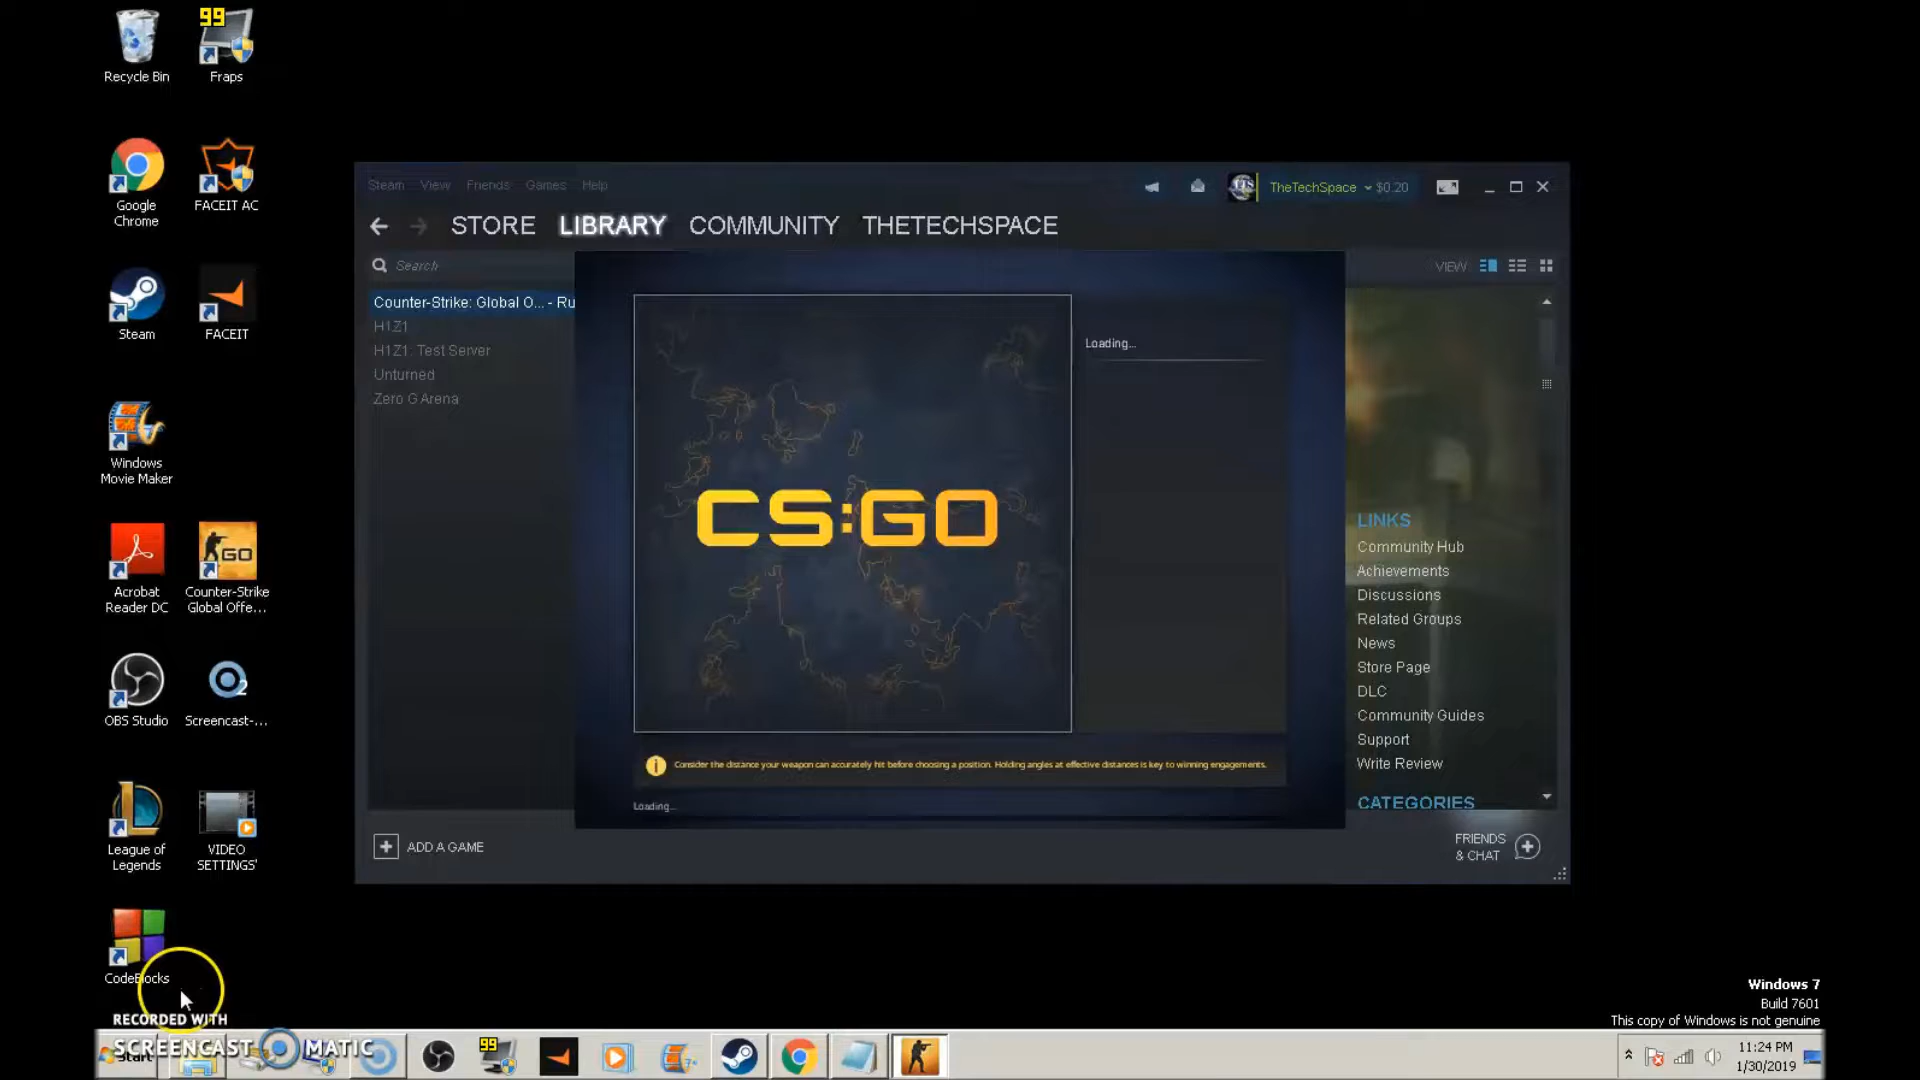 99
Recycle Bin
Fraps
Google
Chrome
FACEIT AC
Steam
FACEIT
Windows
Movie Maker
GO
Acrobat
Reader DC
Counter-Strike
Global Offe...
2
OBS Studio
Screencast-...
League of
Legends
VIDEO
SETTINGS'
CodeBlocks
Steam View Friends Games Help
TheTechSpace $0.20
STORE LIBRARY COMMUNITY THETECHSPACE
Search
VIEW
Counter-Strike: Global O... - Ru
H1Z1
H1Z1: Test Server
Unturned
Zero G Arena
Loading...
CS:GO
Consider the distance your weapon can accurately hit before choosing a position. Holding angles at effective distances is key to winning engagements.
Loading...
LINKS
Community Hub
Achievements
Discussions
Related Groups
News
Store Page
DLC
Community Guides
Support
Write Review
CATEGORIES
ADD A GAME
FRIENDS
& CHAT
Windows 7
Build 7601
This copy of Windows is not genuine
RECORDED WITH
SCREENCAST MATIC
Start
99
11:24 PM
1/30/2019